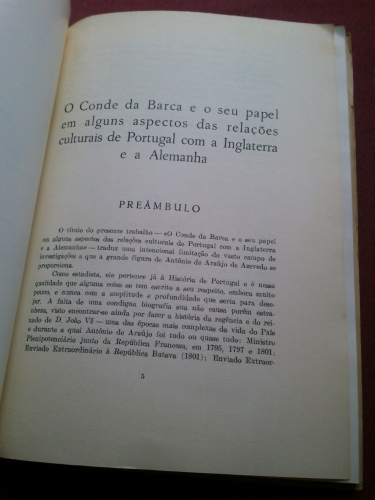 O Conde da Barca e o seu papel
em alguns aspectos das relações
culturais de Portugal com a Inglaterra
e a Alemanha
PREÂMBULO
O título do presente trabalho — «O Conde da Barca e o seu papel
em alguns aspectos das relações culturais de Portugal com a Inglaterra
e a Alemanha» — traduz uma intencional limitação do vasto campo de
investigações a que a grande figura de António de Araújo de Azevedo se
proporciona.
Como estadista, ele pertence já à História de Portugal e é nessa
qualidade que alguma coisa se tem escrito a seu respeito, embora muito
pouco, e nunca com a amplitude e profundidade que seria para dese-
jar. A falta de uma condigna biografia sua não causa porém estra-
nheza, visto encontrar-se ainda por fazer a história da regência e do rei-
nado de D. João VI — uma das épocas mais complexas da vida do País
e durante a qual António de Araújo foi tudo ou quase tudo: Ministro
Plenipotenciário junto da República Francesa, em 1795, 1797 e 1801;
Enviado Extraordinário à República Batava (1801); Enviado Extraor-
5